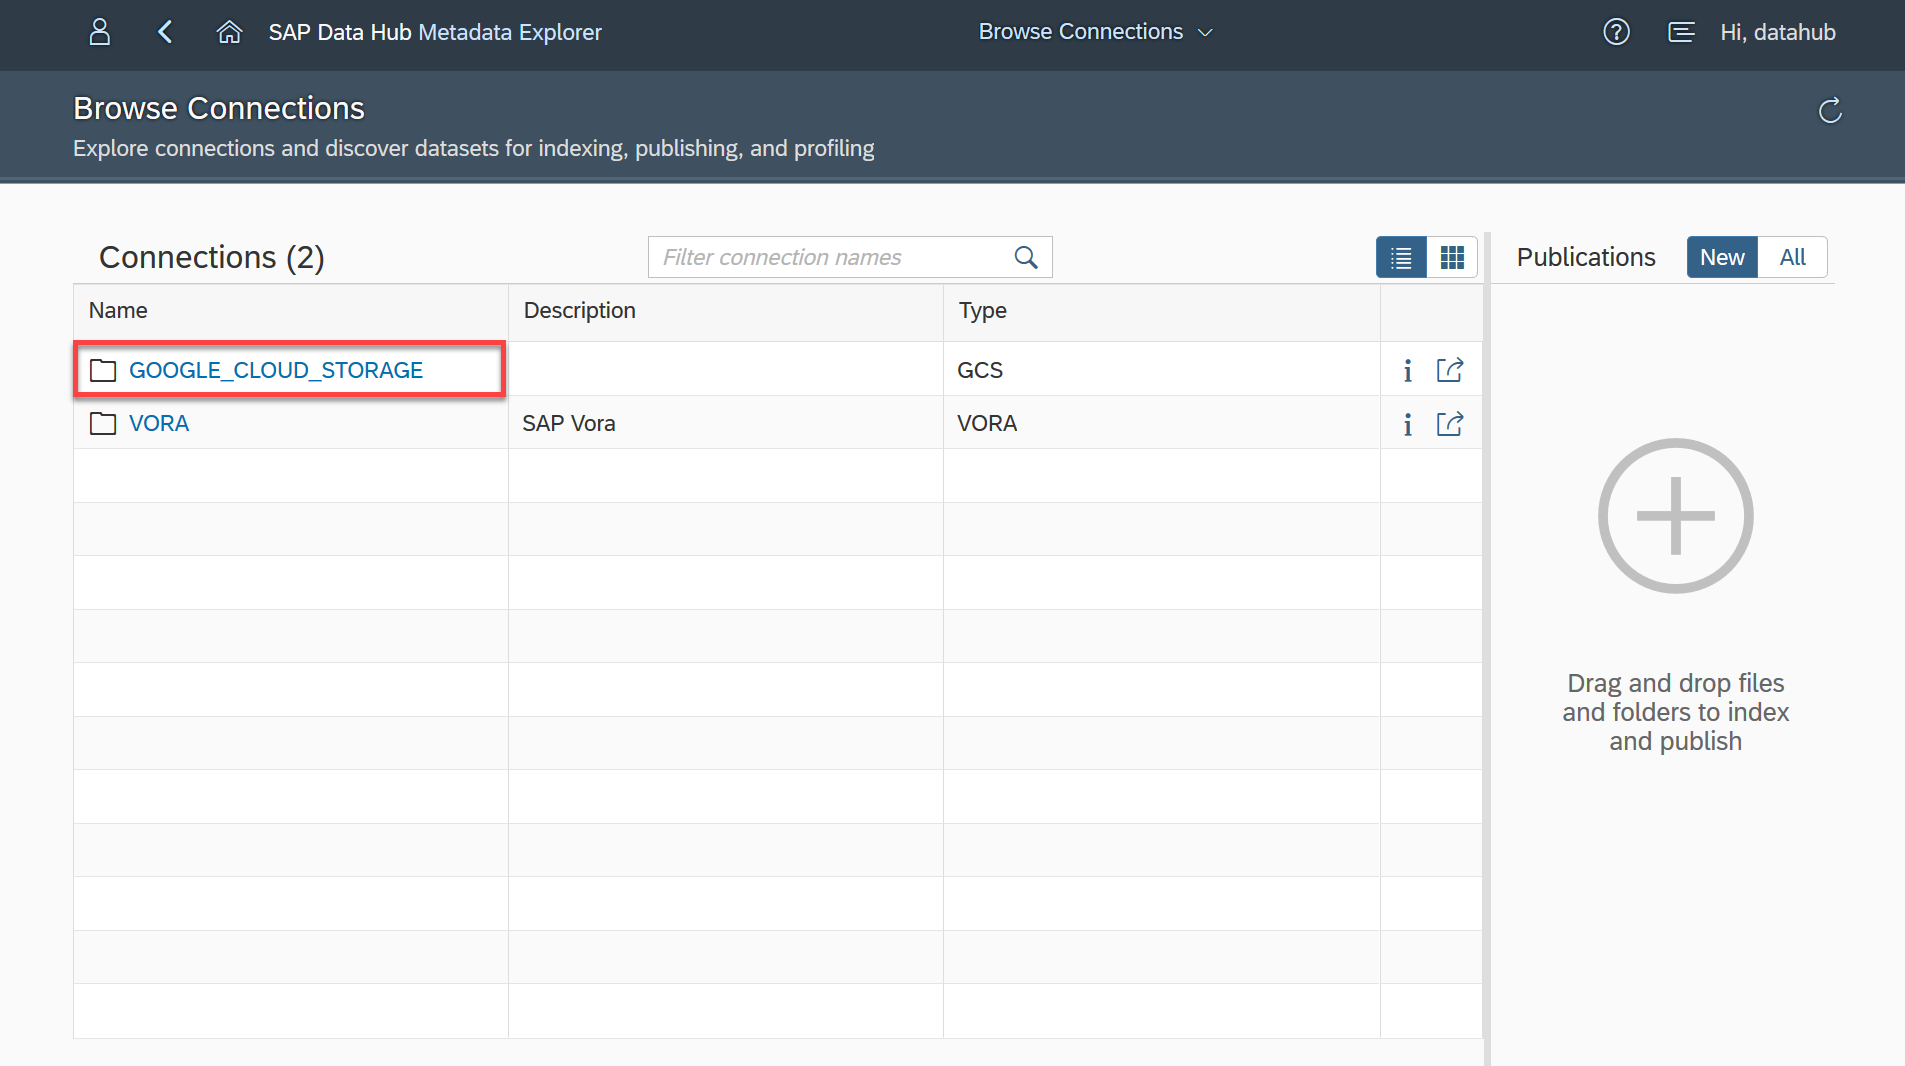 SAP Data Hub Metadata Explorer
Browse Connections
Hi, datahub
Browse Connections
Explore connections and discover datasets for indexing, publishing, and profiling
Connections (2)
Filter connection names
Publications
New
All
Name
Description
Type
GOOGLE_CLOUD_STORAGE
GCS
VORA
SAP Vora
VORA
Drag and drop files
and folders to index
and publish